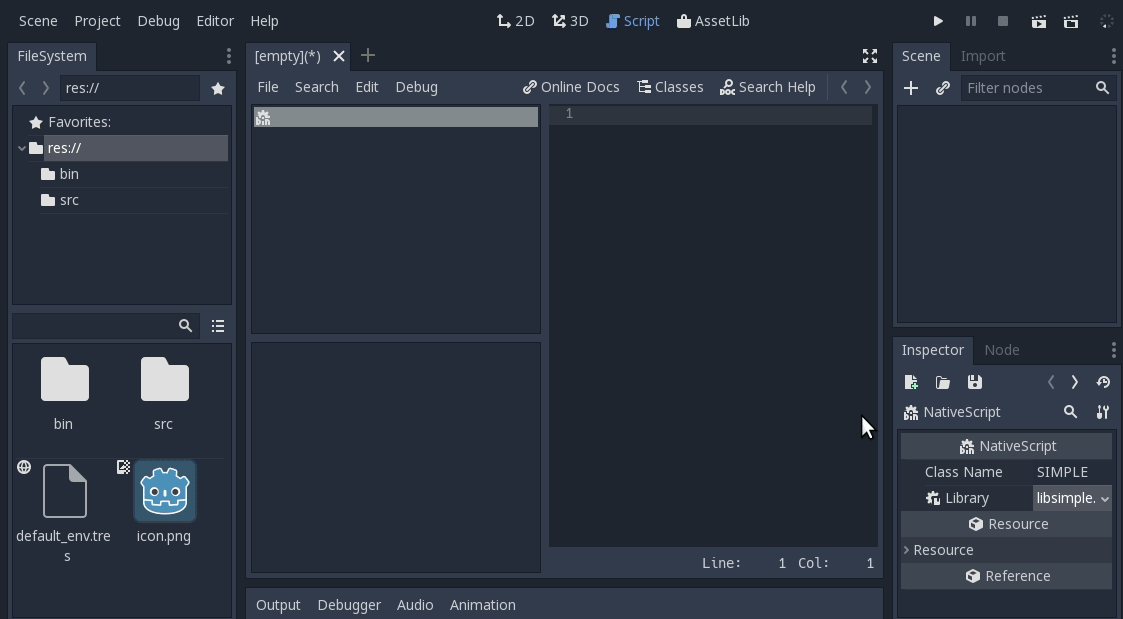 Scene Project Debug Editor Help
2D 3D Script AssetLib
FileSystem
res://
Favorites:
res://
bin
src
bin
src
default_env.tre
s
icon.png
[empty](*)
File Search Edit Debug
Online Docs Classes Search Help
1
Line: 1 Col: 1
Output Debugger Audio Animation
Scene Import
Filter nodes
Inspector Node
NativeScript
NativeScript
Class Name SIMPLE
Library libsimple.
Resource
Resource
Reference